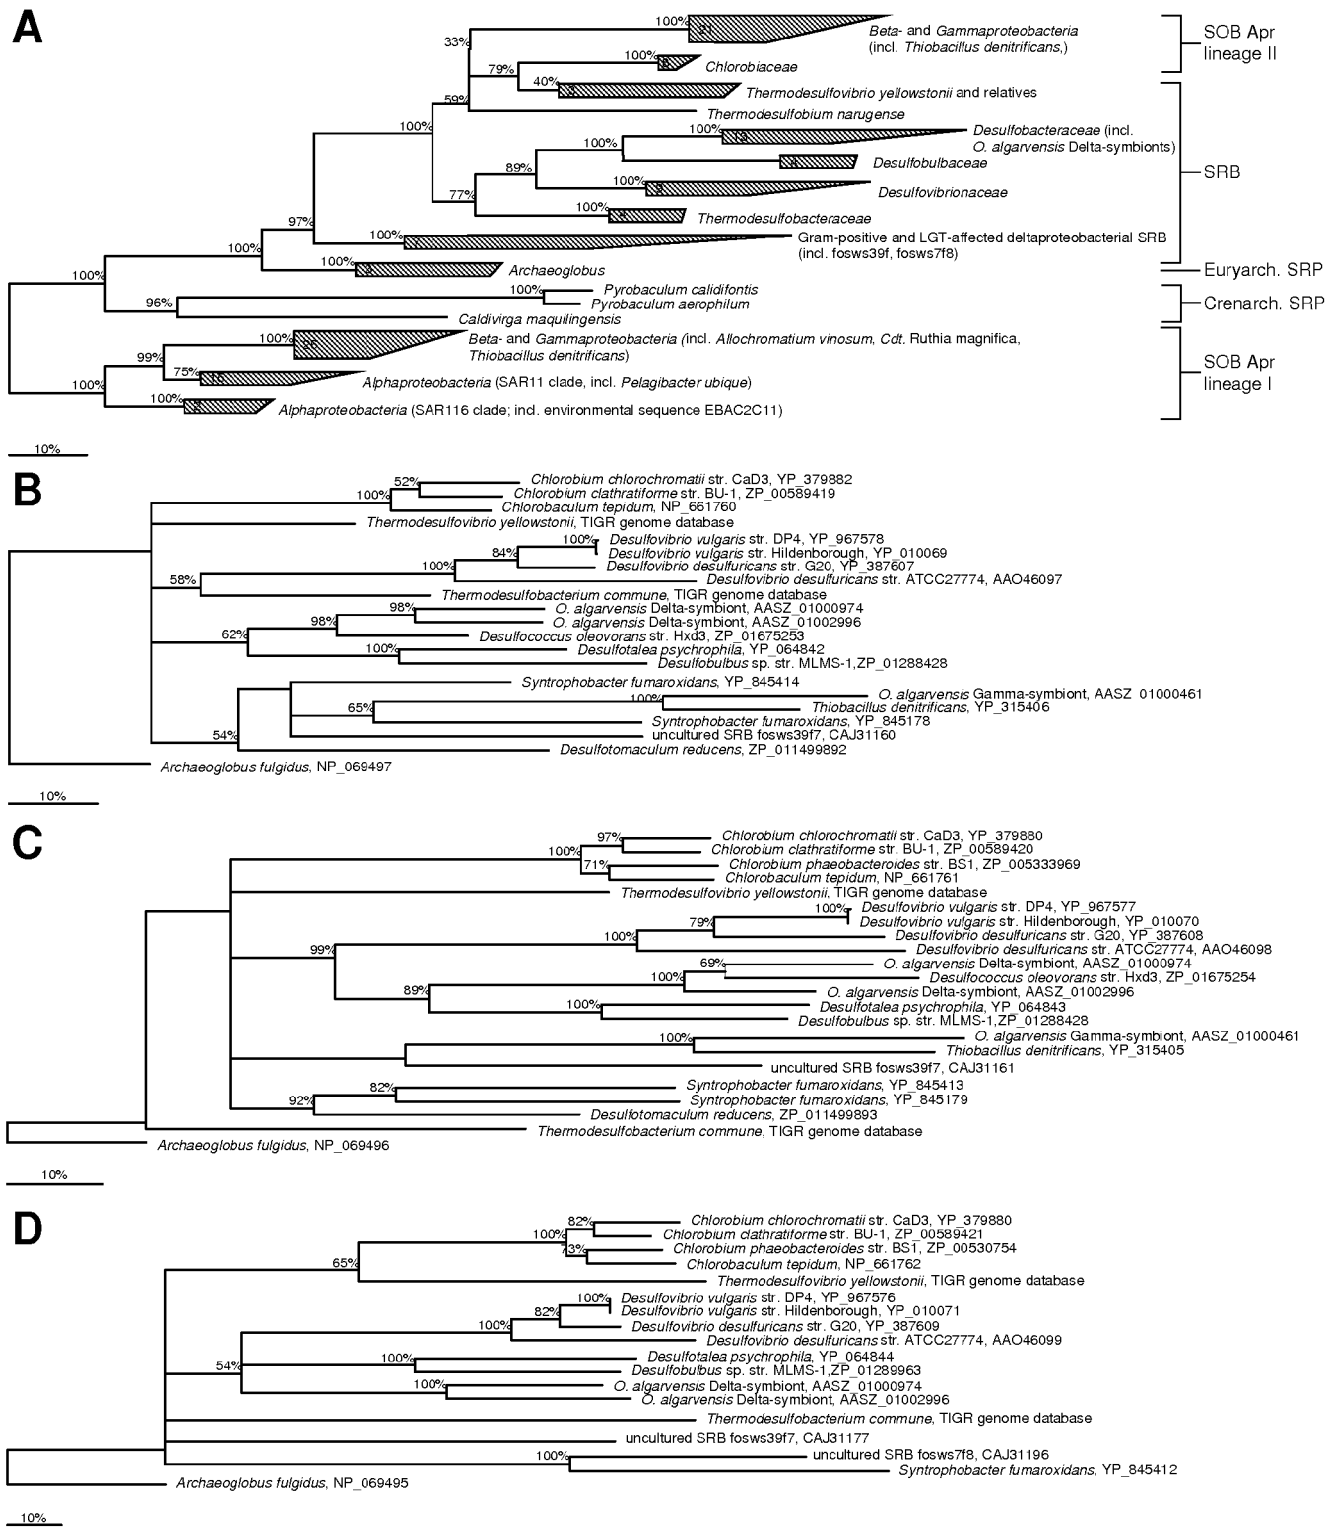 A
100%
21
Beta- and Gammaproteobacteria
(incl. Thiobacillus denitrificans,)
SOB Apr
lineage II
33%
100%
Chlorobiaceae
79%
40%
Thermodesulfovibrio yellowstonii and relatives
59%
Thermodesulfobium narugense
100%
100%
13
Desulfobacteraceae (incl.
O. algarvensis Delta-symbionts)
100%
4
Desulfobulbaceae
SRB
89%
100%
Desulfovibrionaceae
77%
100%
4
Thermodesulfobacteraceae
97%
100%
7
Gram-positive and LGT-affected deltaproteobacterial SRB
(incl. fosws39f, fosws7f8)
100%
100%
Archaeoglobus
Euryarch. SRP
100%
100%
Pyrobaculum calidifontis
Pyrobaculum aerophilum
96%
Caldivirga maquilingensis
Crenarch. SRP
100%
Beta- and Gammaproteobacteria (incl. Allochromatium vinosum, Cdt. Ruthia magnifica,
Thiobacillus denitrificans)
99%
75%
Alphaproteobacteria (SAR11 clade, incl. Pelagibacter ubique)
SOB Apr
lineage I
100%
100%
Alphaproteobacteria (SAR116 clade; incl. environmental sequence EBAC2C11)
10%
B
52%
Chlorobium chlorochromatii str. CaD3, YP_379882
100%
Chlorobium clathratiforme str. BU-1, ZP_00589419
Chlorobaculum tepidum, NP_661760
Thermodesulfovibrio yellowstonii, TIGR genome database
100%
Desulfovibrio vulgaris str. DP4, YP_967578
84%
Desulfovibrio vulgaris str. Hildenborough, YP_010069
100%
Desulfovibrio desulfuricans str. G20, YP_387607
58%
Desulfovibrio desulfuricans str. ATCC27774, AAO46097
Thermodesulfobacterium commune, TIGR genome database
98%
O. algarvensis Delta-symbiont, AASZ_01000974
98%
O. algarvensis Delta-symbiont, AASZ_01002996
62%
Desulfococcus oleovorans str. Hxd3, ZP_01675253
100%
Desulfotalea psychrophila, YP_064842
Desulfobulbus sp. str. MLMS-1,ZP_01288428
Syntrophobacter fumaroxidans, YP_845414
100%
O. algarvensis Gamma-symbiont, AASZ_01000461
65%
Thiobacillus denitrificans, YP_315406
Syntrophobacter fumaroxidans, YP_845178
54%
uncultured SRB fosws39f7, CAJ31160
Desulfotomaculum reducens, ZP_011499892
Archaeoglobus fulgidus, NP_069497
10%
C
97%
Chlorobium chlorochromatii str. CaD3, YP_379880
100%
Chlorobium clathratiforme str. BU-1, ZP_00589420
71%
Chlorobium phaeobacteroides str. BS1, ZP_005333969
Chlorobaculum tepidum, NP_661761
Thermodesulfovibrio yellowstonii, TIGR genome database
100%
Desulfovibrio vulgaris str. DP4, YP_967577
79%
Desulfovibrio vulgaris str. Hildenborough, YP_010070
100%
Desulfovibrio desulfuricans str. G20, YP_387608
99%
Desulfovibrio desulfuricans str. ATCC27774, AAO46098
69%
O. algarvensis Delta-symbiont, AASZ_01000974
100%
Desulfococcus oleovorans str. Hxd3, ZP_01675254
89%
O. algarvensis Delta-symbiont, AASZ_01002996
100%
Desulfotalea psychrophila, YP_064843
Desulfobulbus sp. str. MLMS-1,ZP_01288428
100%
O. algarvensis Gamma-symbiont, AASZ_01000461
Thiobacillus denitrificans, YP_315405
uncultured SRB fosws39f7, CAJ31161
82%
Syntrophobacter fumaroxidans, YP_845413
92%
Syntrophobacter fumaroxidans, YP_845179
Desulfotomaculum reducens, ZP_011499893
Thermodesulfobacterium commune, TIGR genome database
Archaeoglobus fulgidus, NP_069496
10%
D
82%
Chlorobium chlorochromatii str. CaD3, YP_379880
100%
Chlorobium clathratiforme str. BU-1, ZP_00589421
73%
Chlorobium phaeobacteroides str. BS1, ZP_00530754
65%
Chlorobaculum tepidum, NP_661762
Thermodesulfovibrio yellowstonii, TIGR genome database
100%
Desulfovibrio vulgaris str. DP4, YP_967576
82%
Desulfovibrio vulgaris str. Hildenborough, YP_010071
100%
Desulfovibrio desulfuricans str. G20, YP_387609
Desulfovibrio desulfuricans str. ATCC27774, AAO46099
54%
100%
Desulfotalea psychrophila, YP_064844
Desulfobulbus sp. str. MLMS-1,ZP_01289963
100%
O. algarvensis Delta-symbiont, AASZ_01000974
O. algarvensis Delta-symbiont, AASZ_01002996
Thermodesulfobacterium commune, TIGR genome database
uncultured SRB fosws39f7, CAJ31177
100%
uncultured SRB fosws7f8, CAJ31196
Syntrophobacter fumaroxidans, YP_845412
Archaeoglobus fulgidus, NP_069495
10%